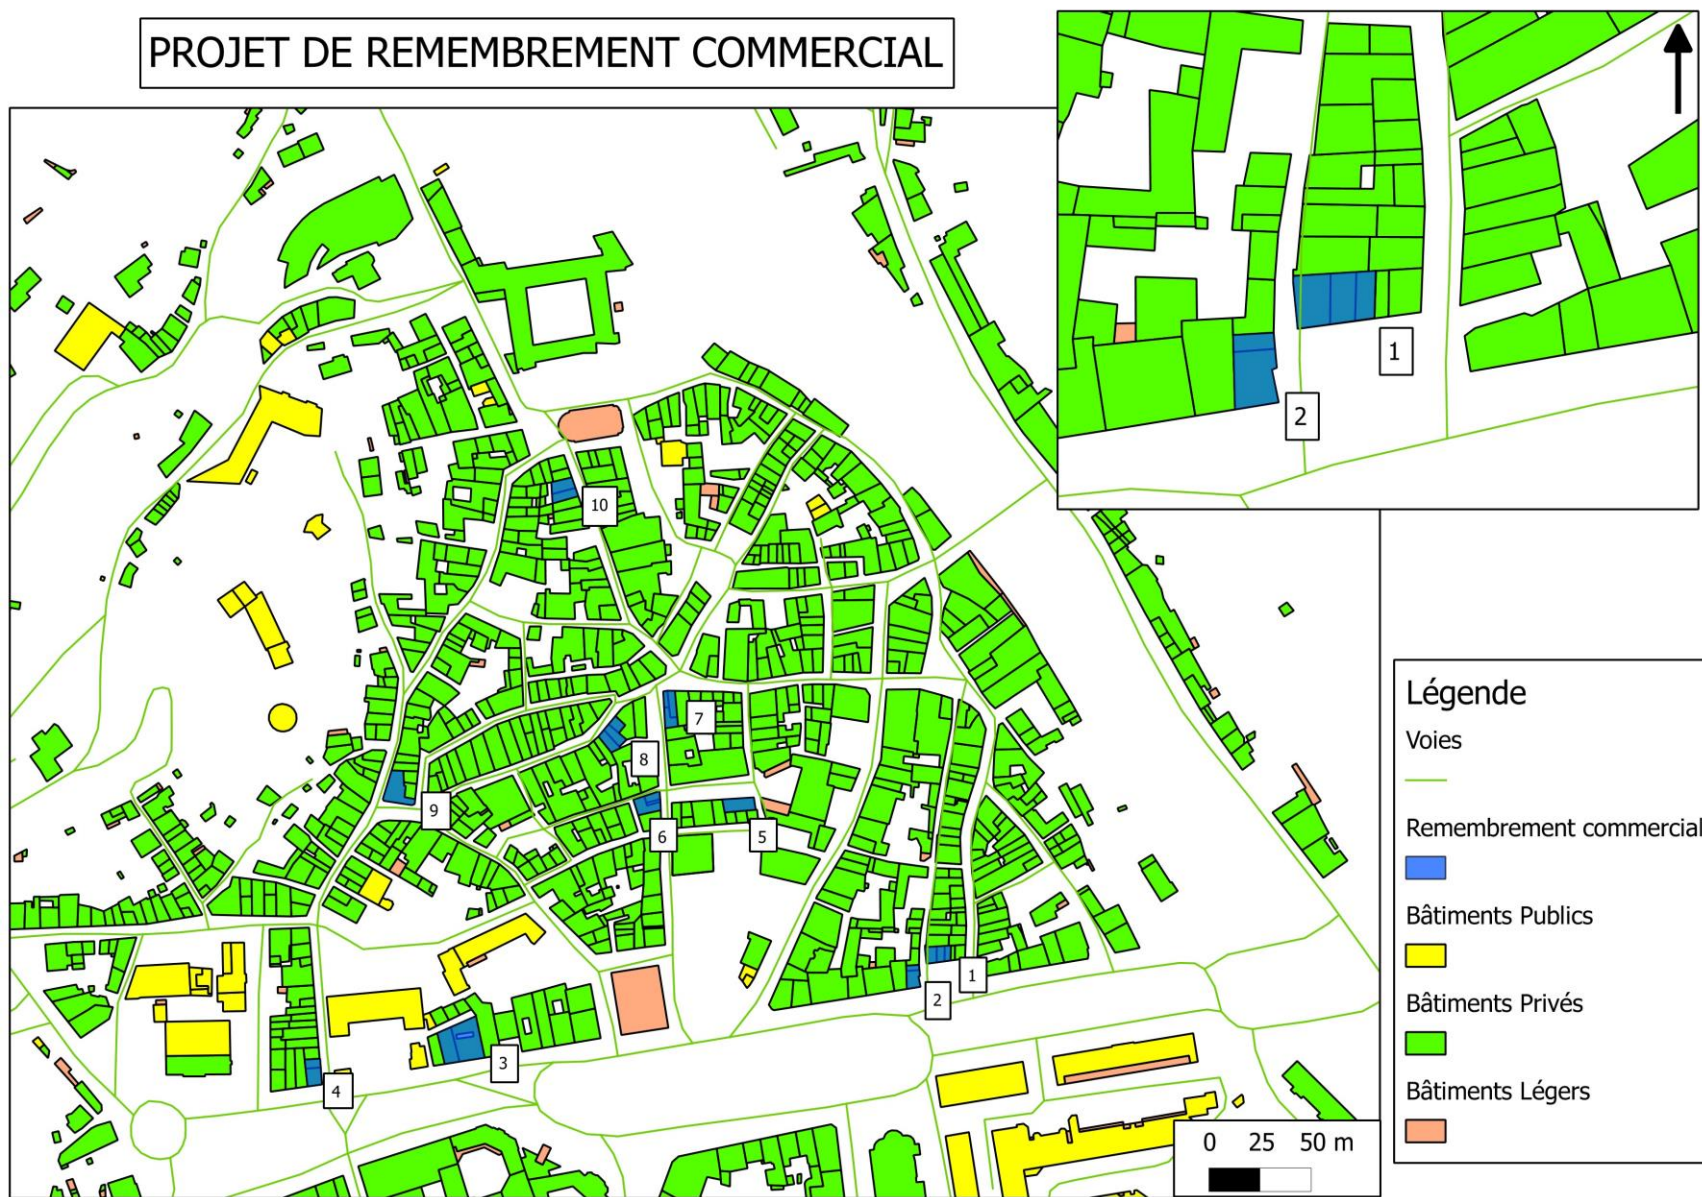 PROJET DE REMEMBREMENT COMMERCIAL
1
2
10
7
8
9
6
5
1
2
3
4
Légende
Voies
Remembrement commercial
Bâtiments Publics
Bâtiments Privés
Bâtiments Légers
0 25 50 m